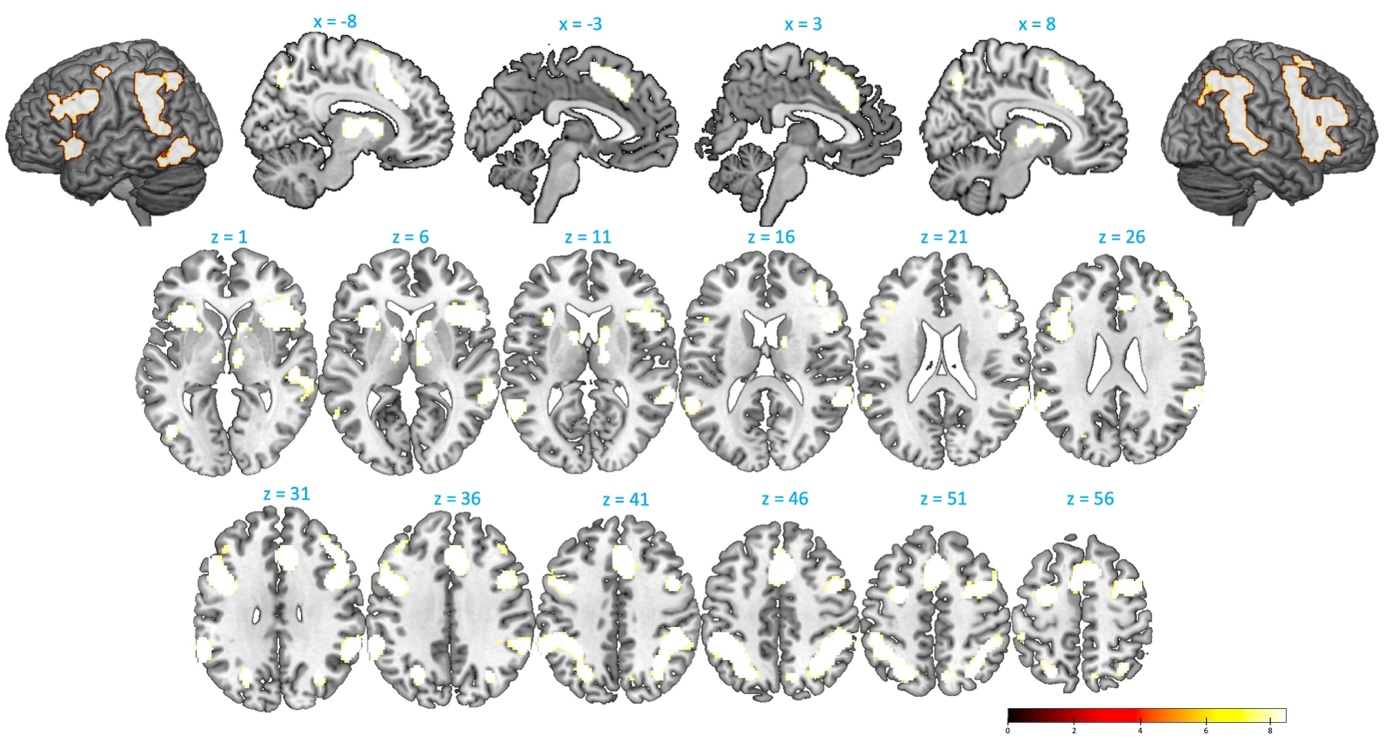 x = -8
x = -3
x = 3
x = 8
z = 1
z = 6
z = 11
z = 16
z = 21
z = 26
z = 31
z = 36
z = 41
z = 46
z = 51
z = 56
0 2 4 6 8